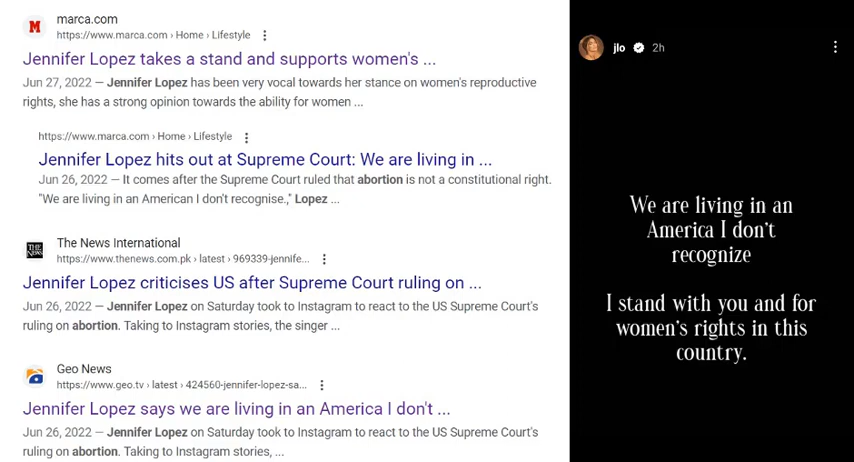 marca.com
https://www.marca.com › Home › Lifestyle
Jennifer Lopez takes a stand and supports women's ...
Jun 27, 2022 — Jennifer Lopez has been very vocal towards her stance on women's reproductive
rights, she has a strong opinion towards the ability for women ...
https://www.marca.com › Home › Lifestyle
Jennifer Lopez hits out at Supreme Court: We are living in ...
Jun 26, 2022 — It comes after the Supreme Court ruled that abortion is not a constitutional right.
"We are living in an American I don't recognise.," Lopez ...
THE NEWS
The News International
https://www.thenews.com.pk › latest › 969339-jennife...
Jennifer Lopez criticises US after Supreme Court ruling on ...
Jun 26, 2022 — Jennifer Lopez on Saturday took to Instagram to react to the US Supreme Court's
ruling on abortion. Taking to Instagram stories, the singer ...
Geo News
https://www.geo.tv › latest › 424560-jennifer-lopez-sa...
Jennifer Lopez says we are living in an America I don't ...
Jun 26, 2022 — Jennifer Lopez on Saturday took to Instagram to react to the US Supreme Court's
ruling on abortion. Taking to Instagram stories, ...
jlo 2h
We are living in an
America I don't
recognize
I stand with you and for
women's rights in this
country.